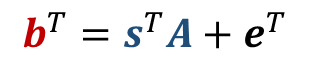 b^T = s^T A + e^T